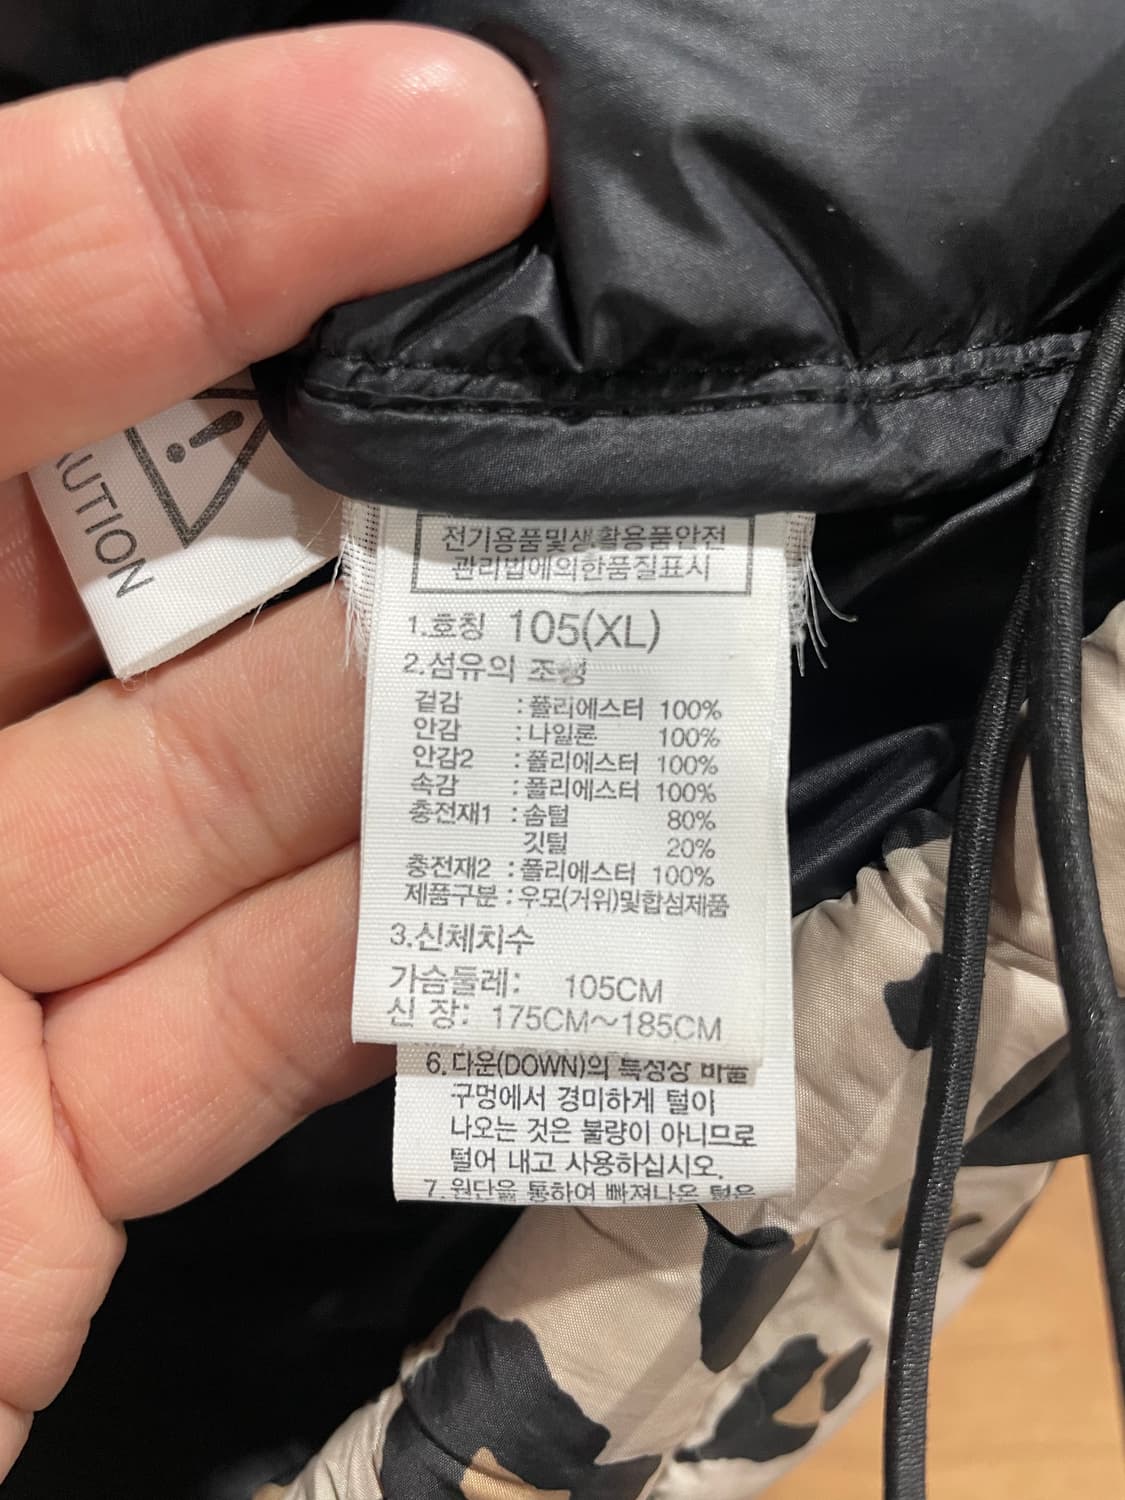 CAUTION
전기용품및생활용품안전
관리법에의한품질표시
1.호칭 105(XL)
2.섬유의 조성
겉감 : 폴리에스터 100%
안감 : 나일론 100%
안감2 : 폴리에스터 100%
속감 : 폴리에스터 100%
충전재1 : 솜털 80%
깃털 20%
충전재2 : 폴리에스터 100%
제품구분 : 우모(거위)및합섬제품
3.신체치수
가슴둘레: 105CM
신 장: 175CM~185CM
6.다운(DOWN)의 특성상 바늘
구멍에서 경미하게 털이
나오는 것은 불량이 아니므로
털어 내고 사용하십시오.
7.원단을 통하여 빠져나온 털은